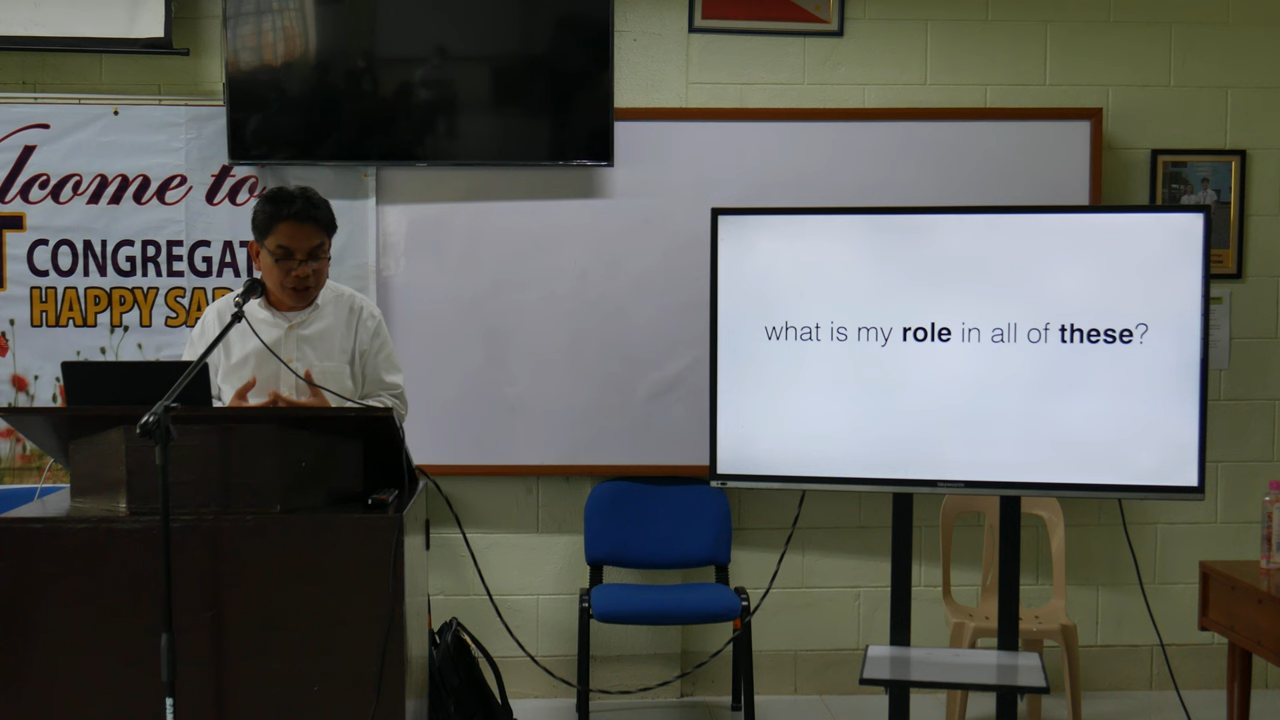 lcome to
T
CONGREGAT
HAPPY SAB
what is my role in all of these?